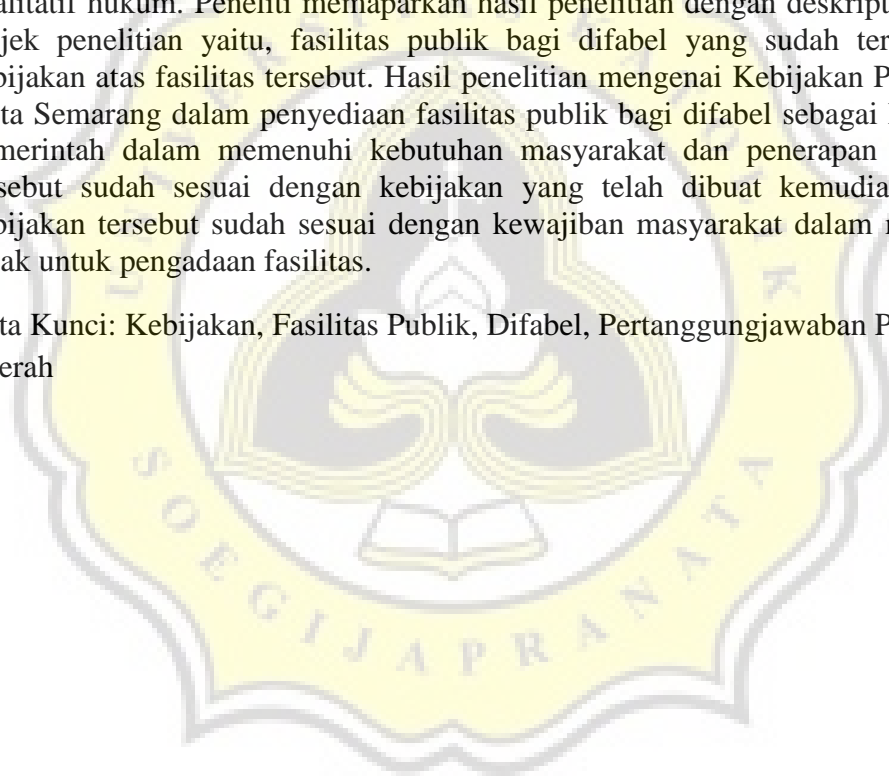 alitatif hukum. Peneliti memaparkan hasil penelitian dengan deskript
jek penelitian yaitu, fasilitas publik bagi difabel yang sudah ter
bijakan atas fasilitas tersebut. Hasil penelitian mengenai Kebijakan P
ta Semarang dalam penyediaan fasilitas publik bagi difabel sebagai
merintah dalam memenuhi kebutuhan masyarakat dan penerapan
sebut sudah sesuai dengan kebijakan yang telah dibuat kemudia
bijakan tersebut sudah sesuai dengan kewajiban masyarakat dalam
ak untuk pengadaan fasilitas.
ta Kunci: Kebijakan, Fasilitas Publik, Difabel, Pertanggungjawaban P
erah
SOEGIJAPRANATA